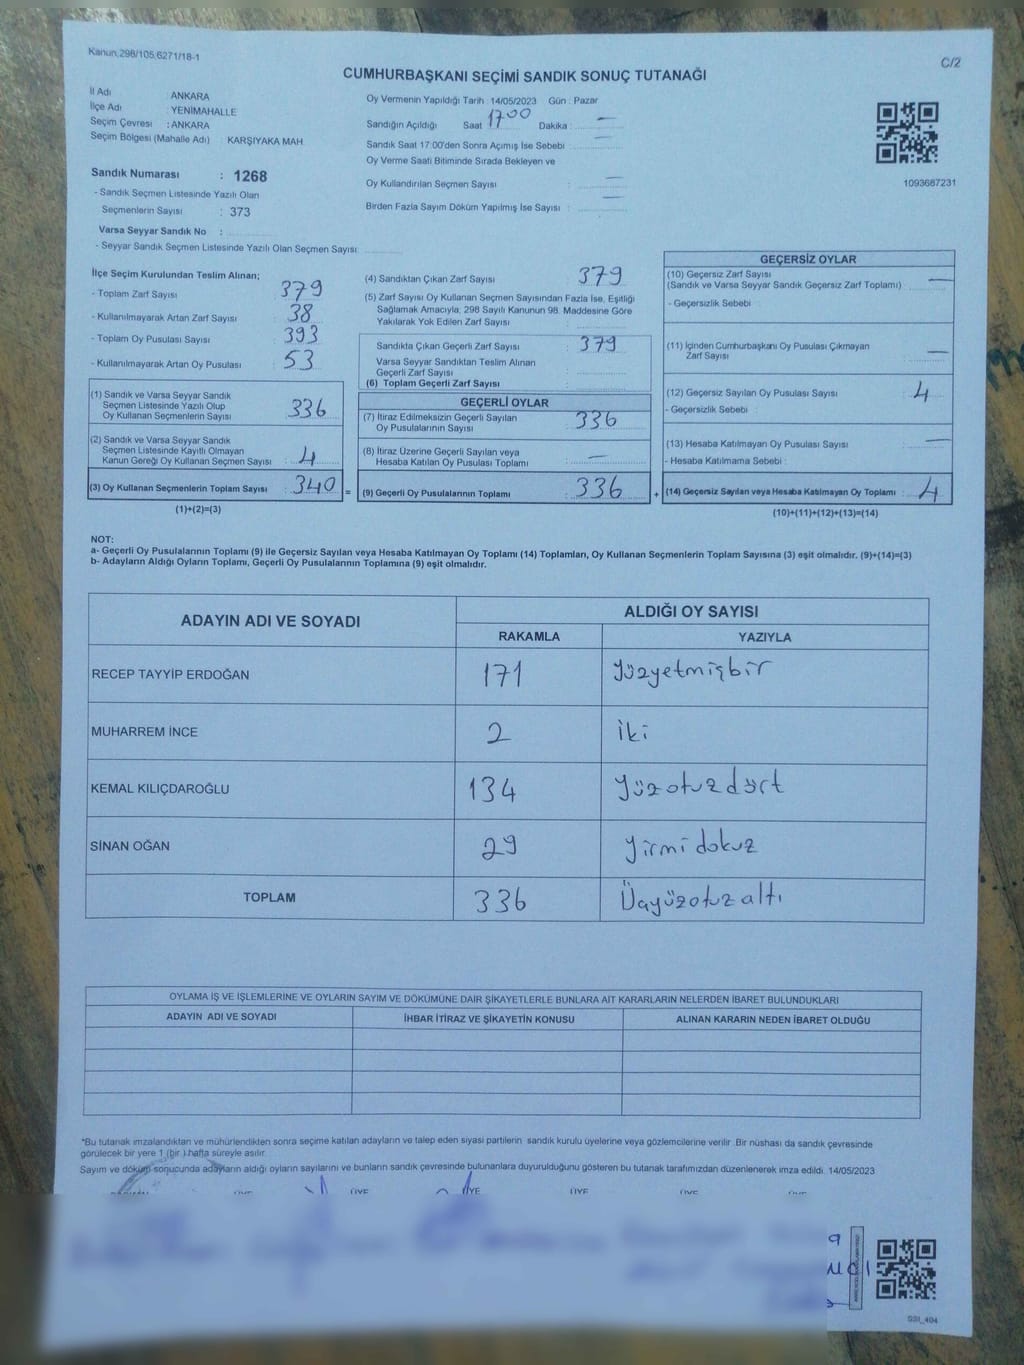 Kanun,298/105,6271/18-1
C/2
CUMHURBAŞKANI SEÇİMİ SANDIK SONUÇ TUTANAĞI
İl Adı ANKARA
İlçe Adı : YENİMAHALLE
Seçim Çevresi : ANKARA
Seçim Bölgesi (Mahalle Adı) KARŞIYAKA MAH.
Sandık Numarası : 1268
- Sandık Seçmen Listesinde Yazılı Olan
Seçmenlerin Sayısı : 373
Varsa Seyyar Sandık No :
- Seyyar Sandık Seçmen Listesinde Yazılı Olan Seçmen Sayısı:
Oy Vermenin Yapıldığı Tarih : 14/05/2023 Gün : Pazar
Sandığın Açıldığı Saat 17:00 Dakika : —
Sandık Saat 17:00'den Sonra Açımış İse Sebebi : —
Oy Verme Saati Bitiminde Sırada Bekleyen ve
Oy Kullandırılan Seçmen Sayısı : —
Birden Fazla Sayım Döküm Yapılmış İse Sayısı : —
1093687231
İlçe Seçim Kurulundan Teslim Alınan;
- Toplam Zarf Sayısı : 379
- Kullanılmayarak Artan Zarf Sayısı : 38
- Toplam Oy Pusulası Sayısı : 393
- Kullanılmayarak Artan Oy Pusulası : 53
(1) Sandık ve Varsa Seyyar Sandık
Seçmen Listesinde Yazılı Olup
Oy Kullanan Seçmenlerin Sayısı : 336
(2) Sandık ve Varsa Seyyar Sandık
Seçmen Listesinde Kayıtlı Olmayan
Kanun Gereği Oy Kullanan Seçmen Sayısı : 4
(3) Oy Kullanan Seçmenlerin Toplam Sayısı : 340 =
(1)+(2)=(3)
(4) Sandıktan Çıkan Zarf Sayısı : 379
(5) Zarf Sayısı Oy Kullanan Seçmen Sayısından Fazla İse, Eşitliği
Sağlamak Amacıyla; 298 Sayılı Kanunun 98. Maddesine Göre
Yakılarak Yok Edilen Zarf Sayısı :
Sandıkta Çıkan Geçerli Zarf Sayısı : 379
Varsa Seyyar Sandıktan Teslim Alınan
Geçerli Zarf Sayısı :
(6) Toplam Geçerli Zarf Sayısı :
GEÇERLİ OYLAR
(7) İtiraz Edilmeksizin Geçerli Sayılan
Oy Pusulalarının Sayısı : 336
(8) İtiraz Üzerine Geçerli Sayılan veya
Hesaba Katılan Oy Pusulası Toplamı : —
(9) Geçerli Oy Pusulalarının Toplamı : 336 +
GEÇERSİZ OYLAR
(10) Geçersiz Zarf Sayısı
(Sandık ve Varsa Seyyar Sandık Geçersiz Zarf Toplamı) : —
- Geçersizlik Sebebi :
(11) İçinden Cumhurbaşkanı Oy Pusulası Çıkmayan
Zarf Sayısı : —
(12) Geçersiz Sayılan Oy Pusulası Sayısı : 4
- Geçersizlik Sebebi :
(13) Hesaba Katılmayan Oy Pusulası Sayısı : —
- Hesaba Katılmama Sebebi :
(14) Geçersiz Sayılan veya Hesaba Katılmayan Oy Toplamı : 4
(10)+(11)+(12)+(13)=(14)
NOT:
a- Geçerli Oy Pusulalarının Toplamı (9) ile Geçersiz Sayılan veya Hesaba Katılmayan Oy Toplamı (14) Toplamları, Oy Kullanan Seçmenlerin Toplam Sayısına (3) eşit olmalıdır. (9)+(14)=(3)
b- Adayların Aldığı Oyların Toplamı, Geçerli Oy Pusulalarının Toplamına (9) eşit olmalıdır.
ADAYIN ADI VE SOYADI ALDIĞI OY SAYISI
RAKAMLA YAZIYLA
RECEP TAYYİP ERDOĞAN 171 yüzyetmişbir
MUHARREM İNCE 2 iki
KEMAL KILIÇDAROĞLU 134 yüzotuzdört
SİNAN OĞAN 29 yirmidokuz
TOPLAM 336 Üçyüzotuzaltı
OYLAMA İŞ VE İŞLEMLERİNE VE OYLARIN SAYIM VE DÖKÜMÜNE DAİR ŞİKAYETLERLE BUNLARA AİT KARARLARIN NELERDEN İBARET BULUNDUKLARI
ADAYIN ADI VE SOYADI İHBAR İTİRAZ VE ŞİKAYETİN KONUSU ALINAN KARARIN NEDEN İBARET OLDUĞU
*Bu tutanak imzalandıktan ve mühürlendikten sonra seçime katılan adayların ve talep eden siyasi partilerin sandık kurulu üyelerine veya gözlemcilerine verilir. Bir nüshası da sandık çevresinde
görülecek bir yere 1 (bir ) hafta süreyle asılır.
Sayım ve döküm sonucunda adayların aldığı oyların sayılarını ve bunların sandık çevresinde bulunanlara duyurulduğunu gösteren bu tutanak tarafımızdan düzenlenerek imza edildi. 14/05/2023
ÜYE ÜYE ÜYE ÜYE ÜYE